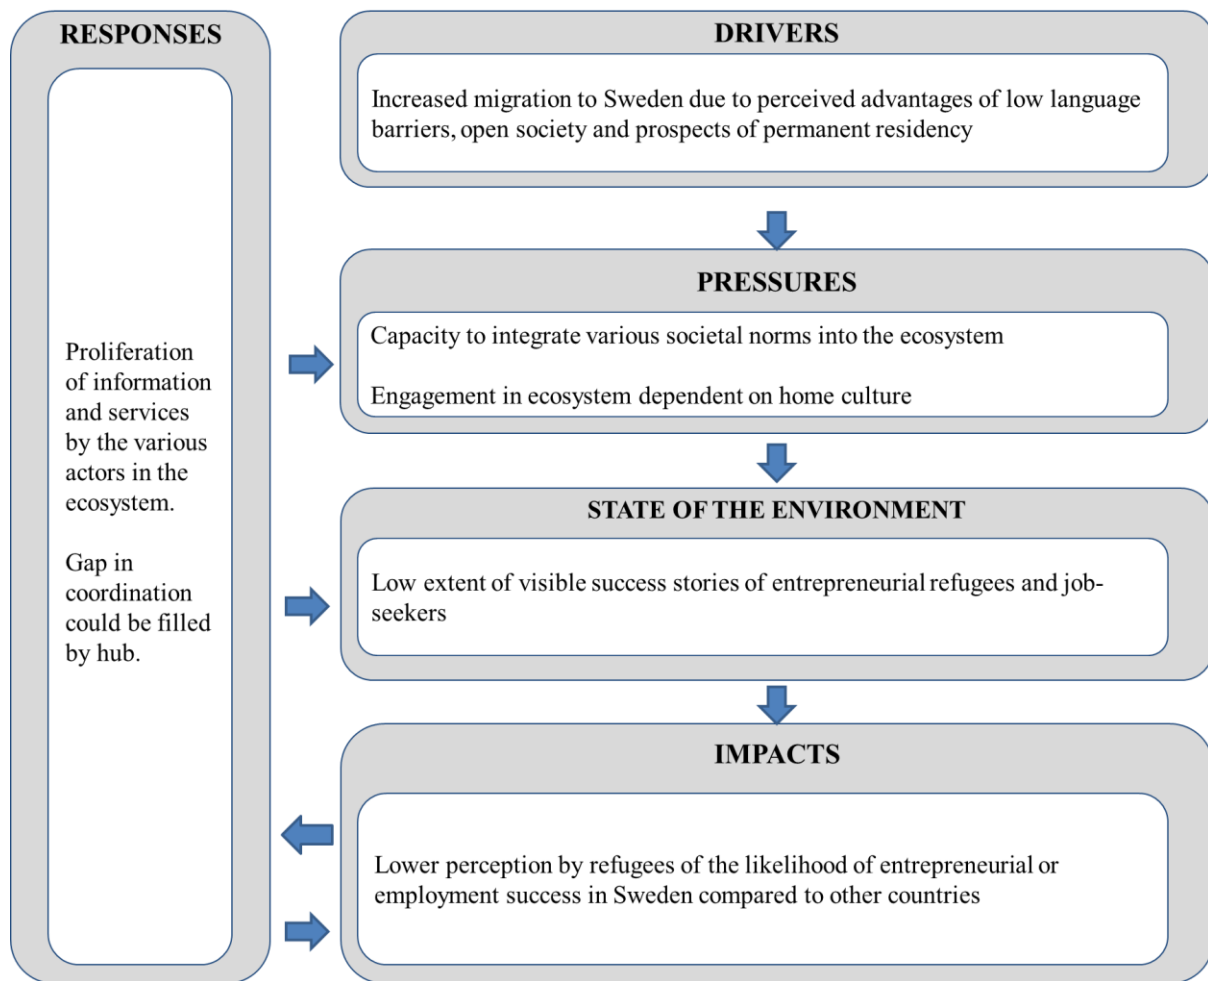 RESPONSES
Proliferation
of information
and services
by the various
actors in the
ecosystem.
Gap in
coordination
could be filled
by hub.
DRIVERS
Increased migration to Sweden due to perceived advantages of low language
barriers, open society and prospects of permanent residency
PRESSURES
Capacity to integrate various societal norms into the ecosystem
Engagement in ecosystem dependent on home culture
STATE OF THE ENVIRONMENT
Low extent of visible success stories of entrepreneurial refugees and job-
seekers
IMPACTS
Lower perception by refugees of the likelihood of entrepreneurial or
employment success in Sweden compared to other countries